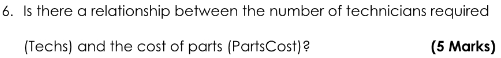 6. Is there a relationship between the number of technicians required
(Techs) and the cost of parts (PartsCost)? (5 Marks)